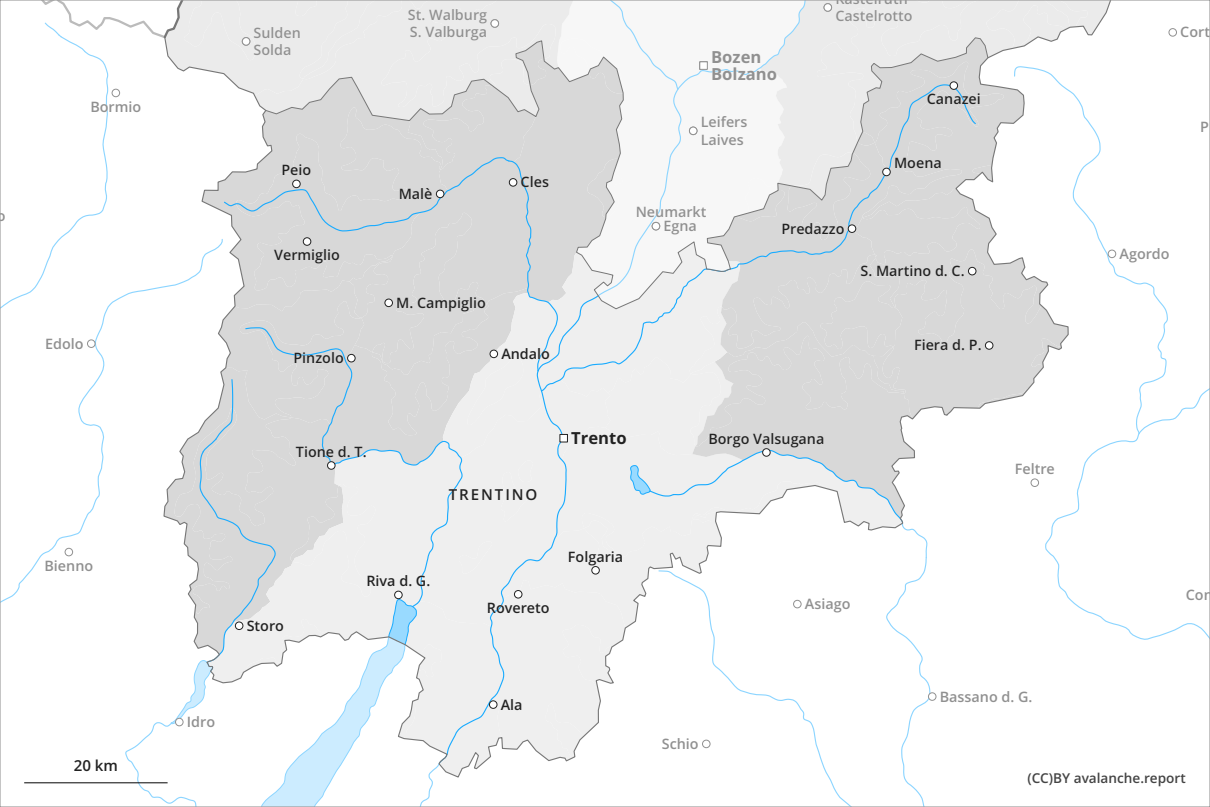 Kastelruth
Castelrotto
St. Walburg
S. Valburga
Sulden
Solda
Cort
Bozen
Bolzano
Bormio
Canazei
Leifers
Laives
P
Moena
Peio
Malè
Cles
Neumarkt
Egna
Predazzo
Vermiglio
Agordo
S. Martino d. C.
M. Campiglio
Edolo
Pinzolo
Andalo
Fiera d. P.
Trento
Borgo Valsugana
Tione d. T.
Feltre
TRENTINO
Folgaria
Bienno
Riva d. G.
Cor
Rovereto
Asiago
Storo
Bassano d. G.
Ala
Idro
Schio
20 km
(CC)BY avalanche.report